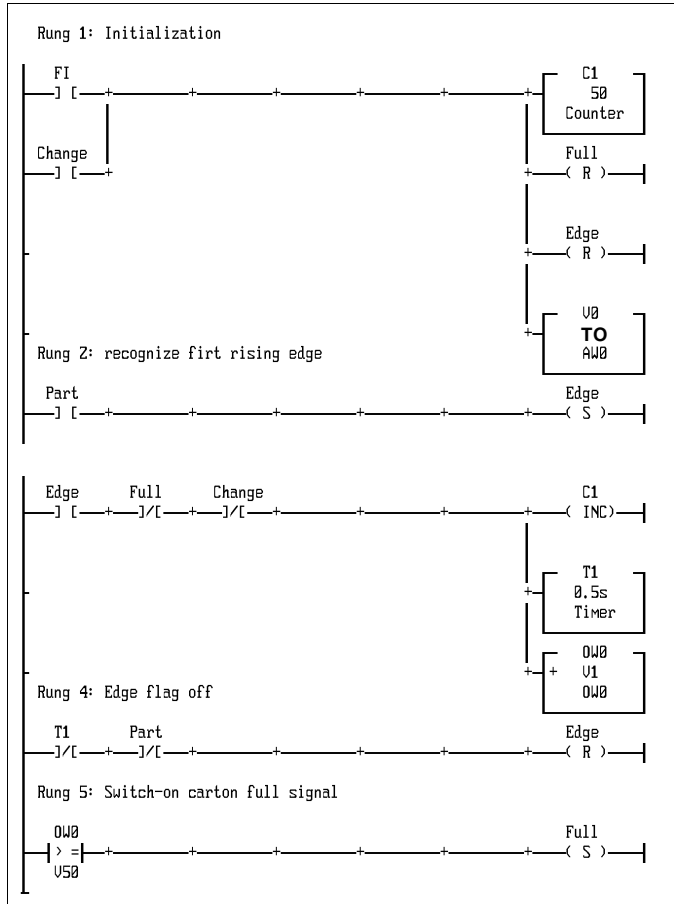 Rung 1: Initialization
FI C1
] [ 50
Counter
Change Full
] [ ( R )
Edge
( R )
V0
TO
Rung 2: recognize firt rising edge AW0
Part Edge
] [ ( S )
Edge Full Change C1
] [ ]/[ ]/[ ( INC)
T1
0.5s
Timer
OW0
+ V1
Rung 4: Edge flag off OW0
T1 Part Edge
]/[ ]/[ ( R )
Rung 5: Switch-on carton full signal
OW0 Full
> = ( S )
V50